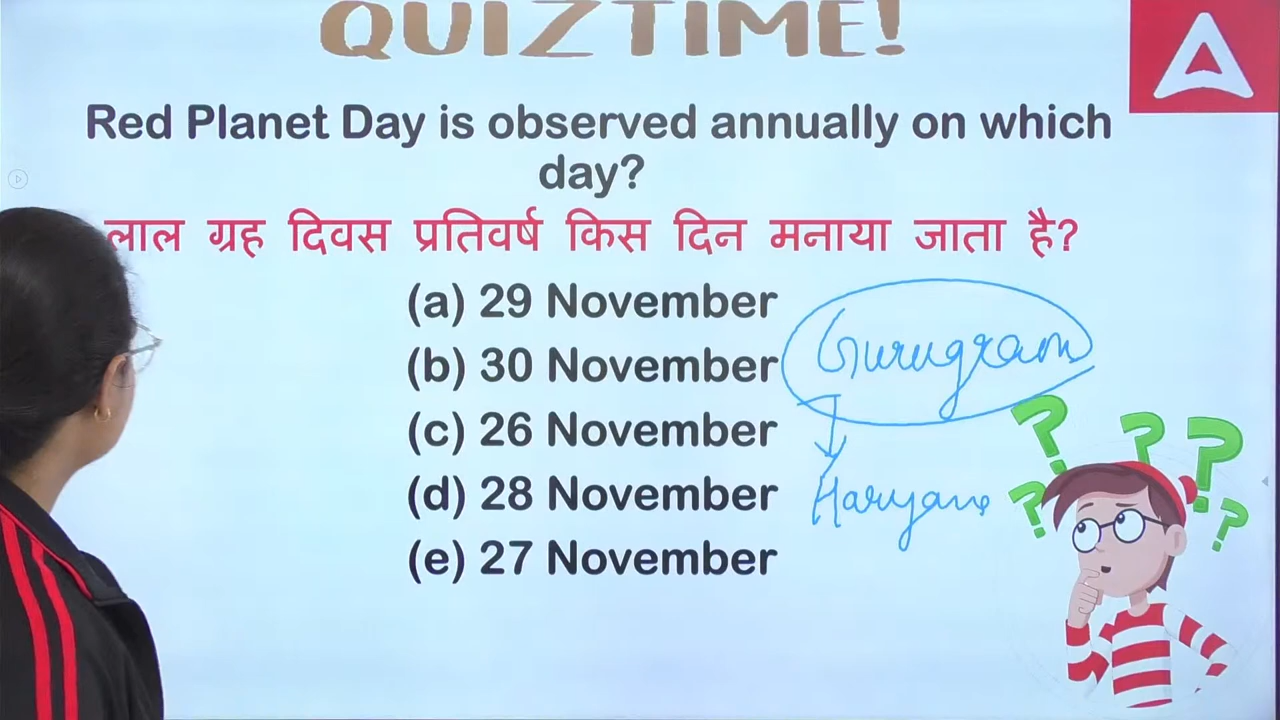 QUIZTIME!
Red Planet Day is observed annually on which
day?
लाल ग्रह दिवस प्रतिवर्ष किस दिन मनाया जाता है?
(a) 29 November
(b) 30 November
(c) 26 November
(d) 28 November
(e) 27 November
Gurugram
Haryana